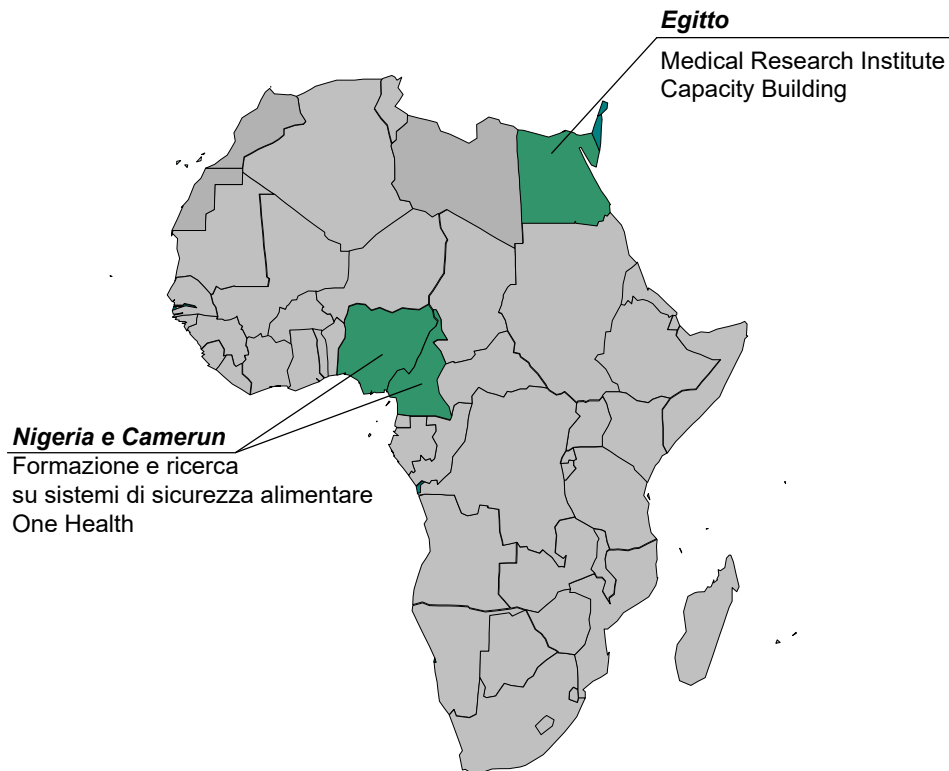 Egitto
Medical Research Institute
Capacity Building
Nigeria e Camerun
Formazione e ricerca
su sistemi di sicurezza alimentare
One Health